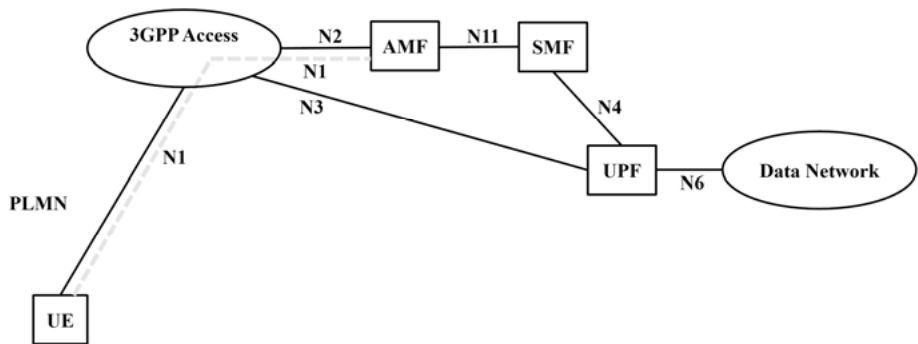 3GPP Access
N2
AMF
N11
SMF
N1
N3
N4
N1
UPF
N6
Data Network
PLMN
UE